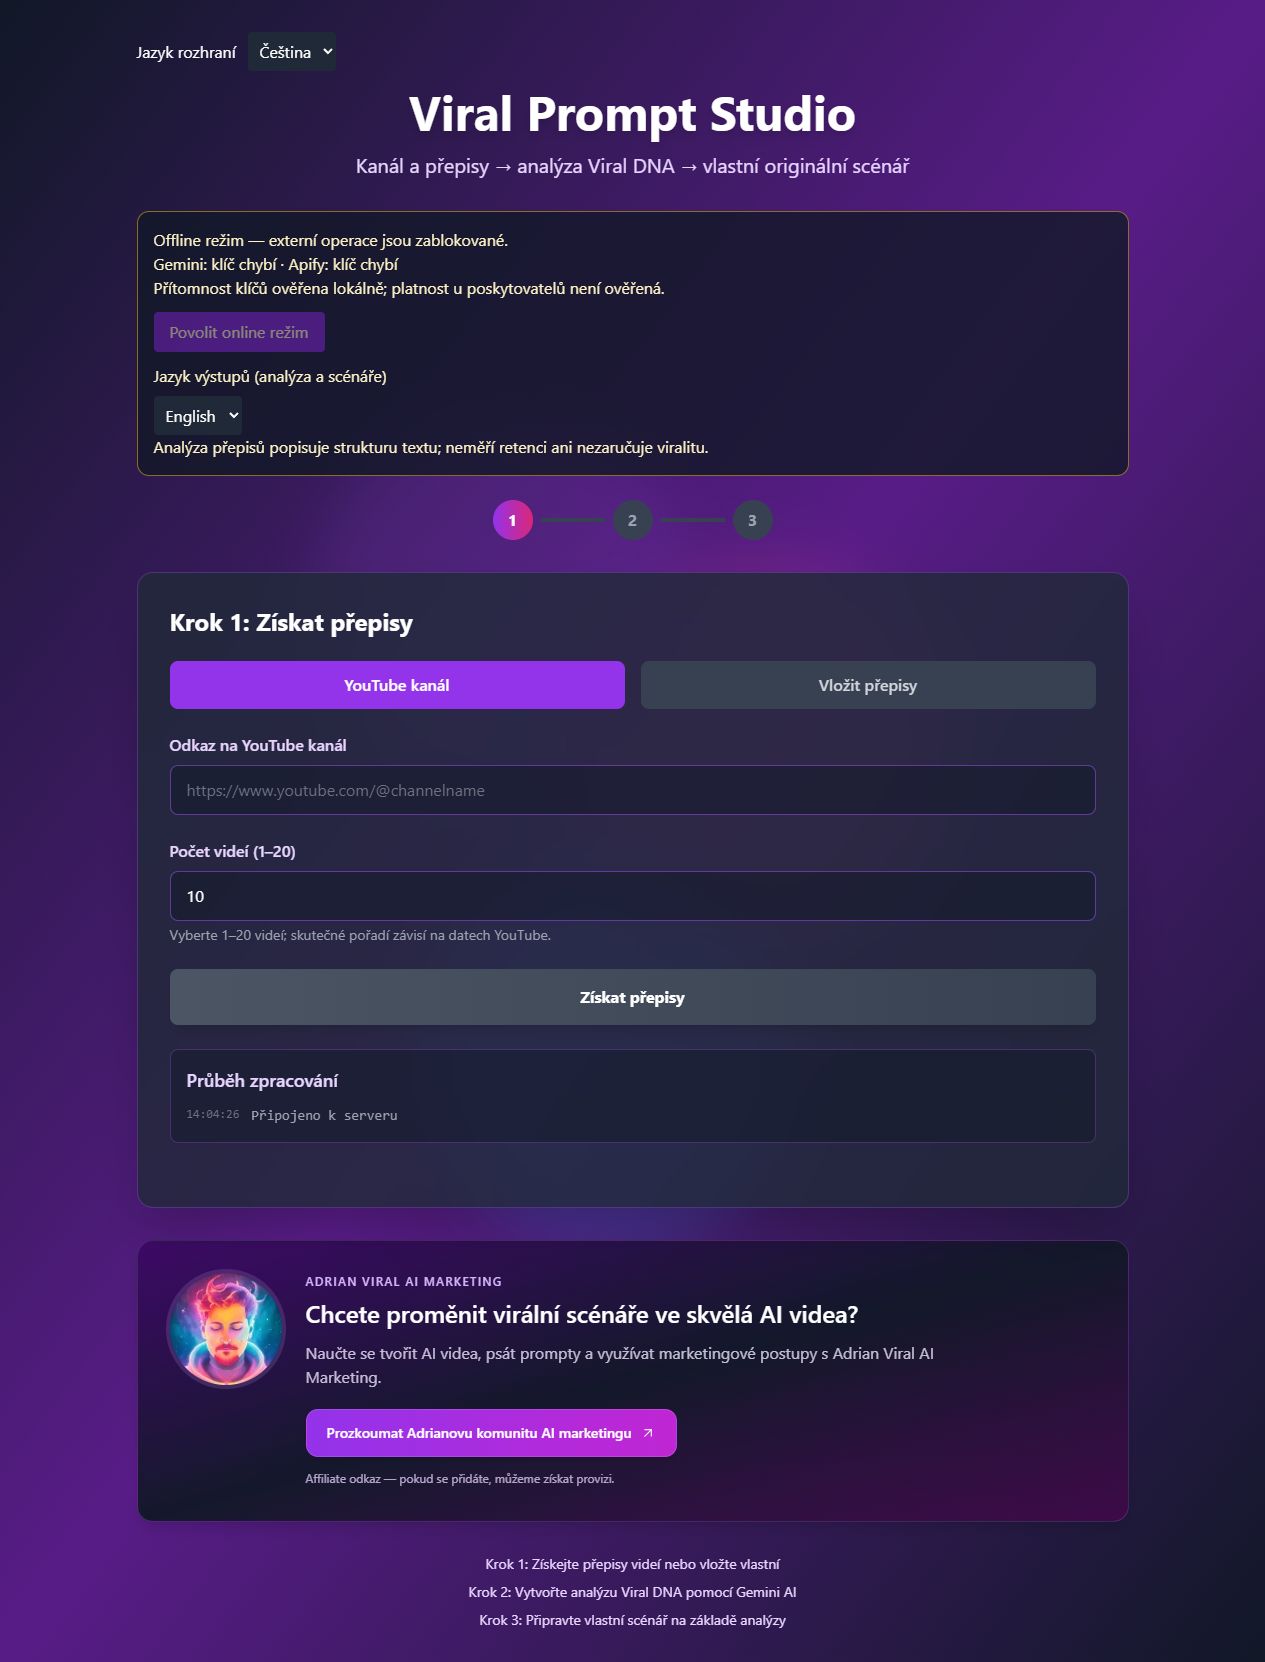 Jazyk rozhraní Čeština
Viral Prompt Studio
Kanál a přepisy → analýza Viral DNA → vlastní originální scénář
Offline režim — externí operace jsou zablokované.
Gemini: klíč chybí · Apify: klíč chybí
Přítomnost klíčů ověřena lokálně; platnost u poskytovatelů není ověřená.
Povolit online režim
Jazyk výstupů (analýza a scénáře)
English
Analýza přepisů popisuje strukturu textu; neměří retenci ani nezaručuje viralitu.
1 2 3
Krok 1: Získat přepisy
YouTube kanál Vložit přepisy
Odkaz na YouTube kanál
https://www.youtube.com/@channelname
Počet videí (1–20)
10
Vyberte 1–20 videí; skutečné pořadí závisí na datech YouTube.
Získat přepisy
Průběh zpracování
14:04:26 Připojeno k serveru
ADRIAN VIRAL AI MARKETING
Chcete proměnit virální scénáře ve skvělá AI videa?
Naučte se tvořit AI videa, psát prompty a využívat marketingové postupy s Adrian Viral AI
Marketing.
Prozkoumat Adrianovu komunitu AI marketingu
Affiliate odkaz — pokud se přidáte, můžeme získat provizi.
Krok 1: Získejte přepisy videí nebo vložte vlastní
Krok 2: Vytvořte analýzu Viral DNA pomocí Gemini AI
Krok 3: Připravte vlastní scénář na základě analýzy